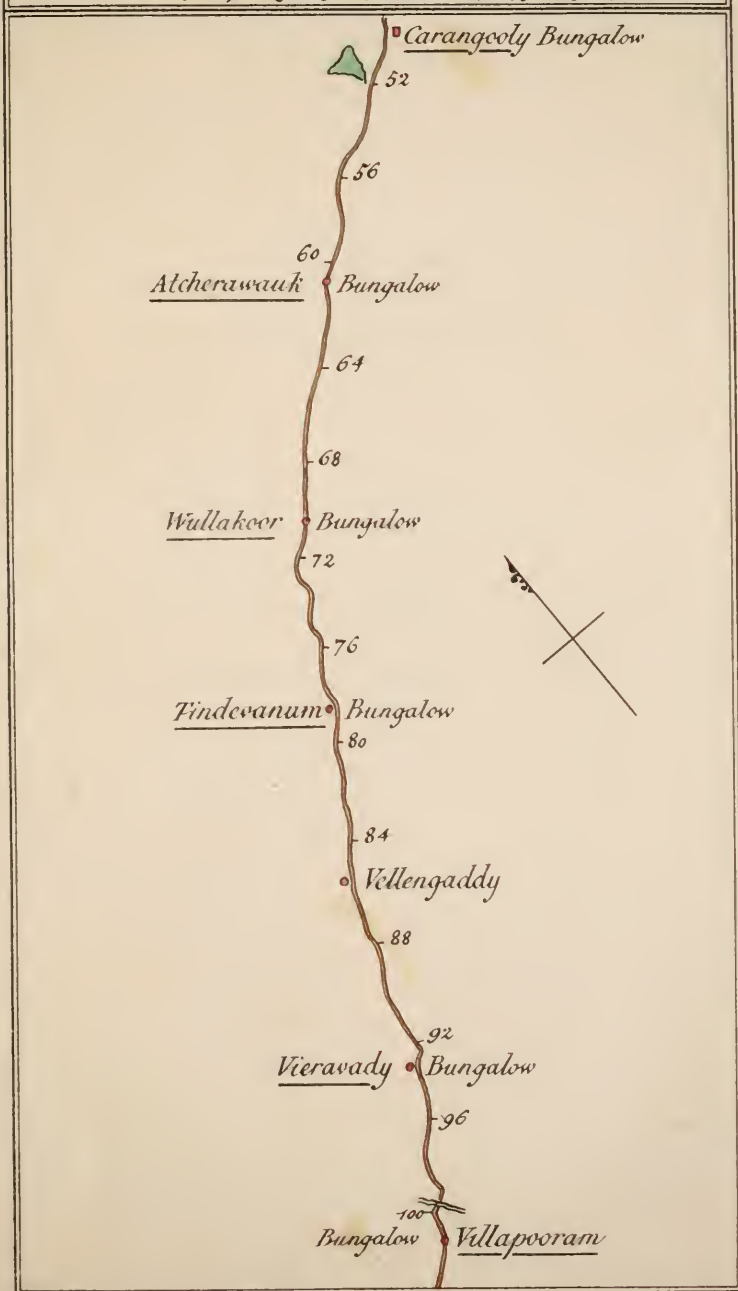 Carangooly Bungalow
52
56
60
Atcherawauk Bungalow
64
68
Wullakoor Bungalow
72
76
Tindevanum Bungalow
80
84
Vellengaddy
88
92
Vieravady Bungalow
96
100
Bungalow Villapooram